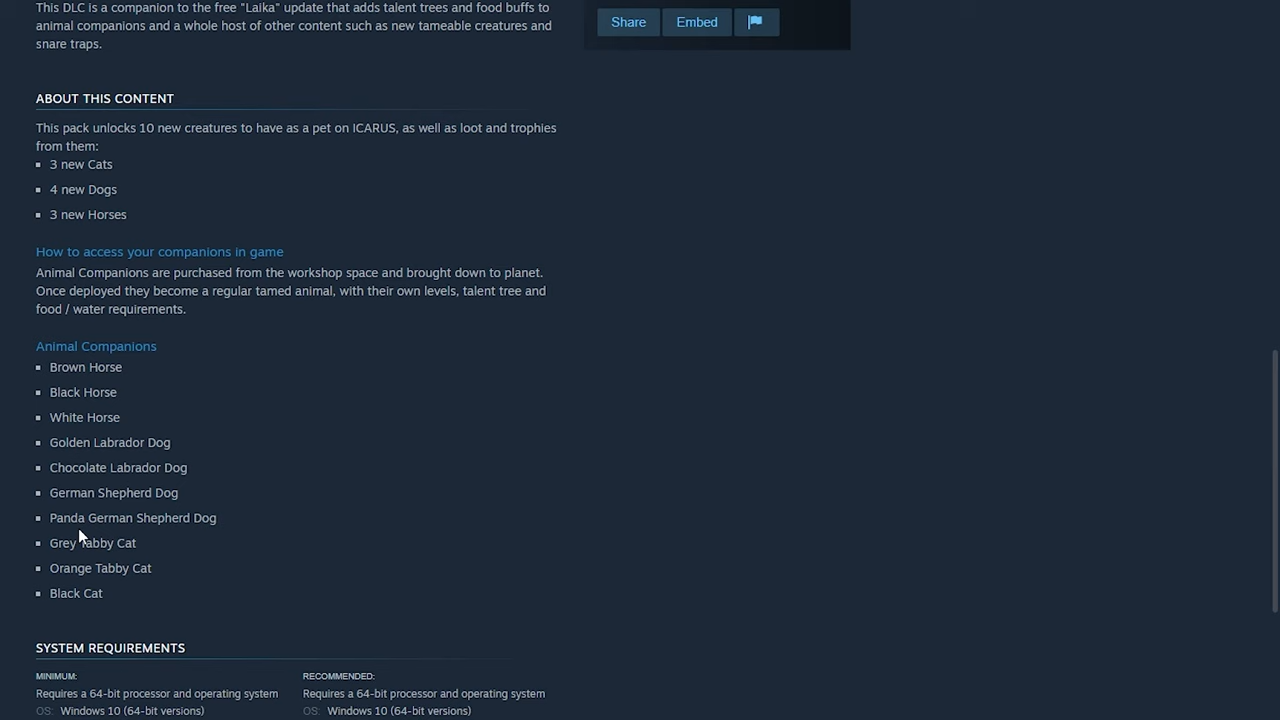 This DLC is a companion to the free "Laika" update that adds talent trees and food buffs to
animal companions and a whole host of other content such as new tameable creatures and
snare traps.
Share
Embed
ABOUT THIS CONTENT
This pack unlocks 10 new creatures to have as a pet on ICARUS, as well as loot and trophies
from them:
3 new Cats
4 new Dogs
3 new Horses
How to access your companions in game
Animal Companions are purchased from the workshop space and brought down to planet.
Once deployed they become a regular tamed animal, with their own levels, talent tree and
food / water requirements.
Animal Companions
Brown Horse
Black Horse
White Horse
Golden Labrador Dog
Chocolate Labrador Dog
German Shepherd Dog
Panda German Shepherd Dog
Grey Tabby Cat
Orange Tabby Cat
Black Cat
SYSTEM REQUIREMENTS
MINIMUM:
Requires a 64-bit processor and operating system
OS: Windows 10 (64-bit versions)
RECOMMENDED:
Requires a 64-bit processor and operating system
OS: Windows 10 (64-bit versions)